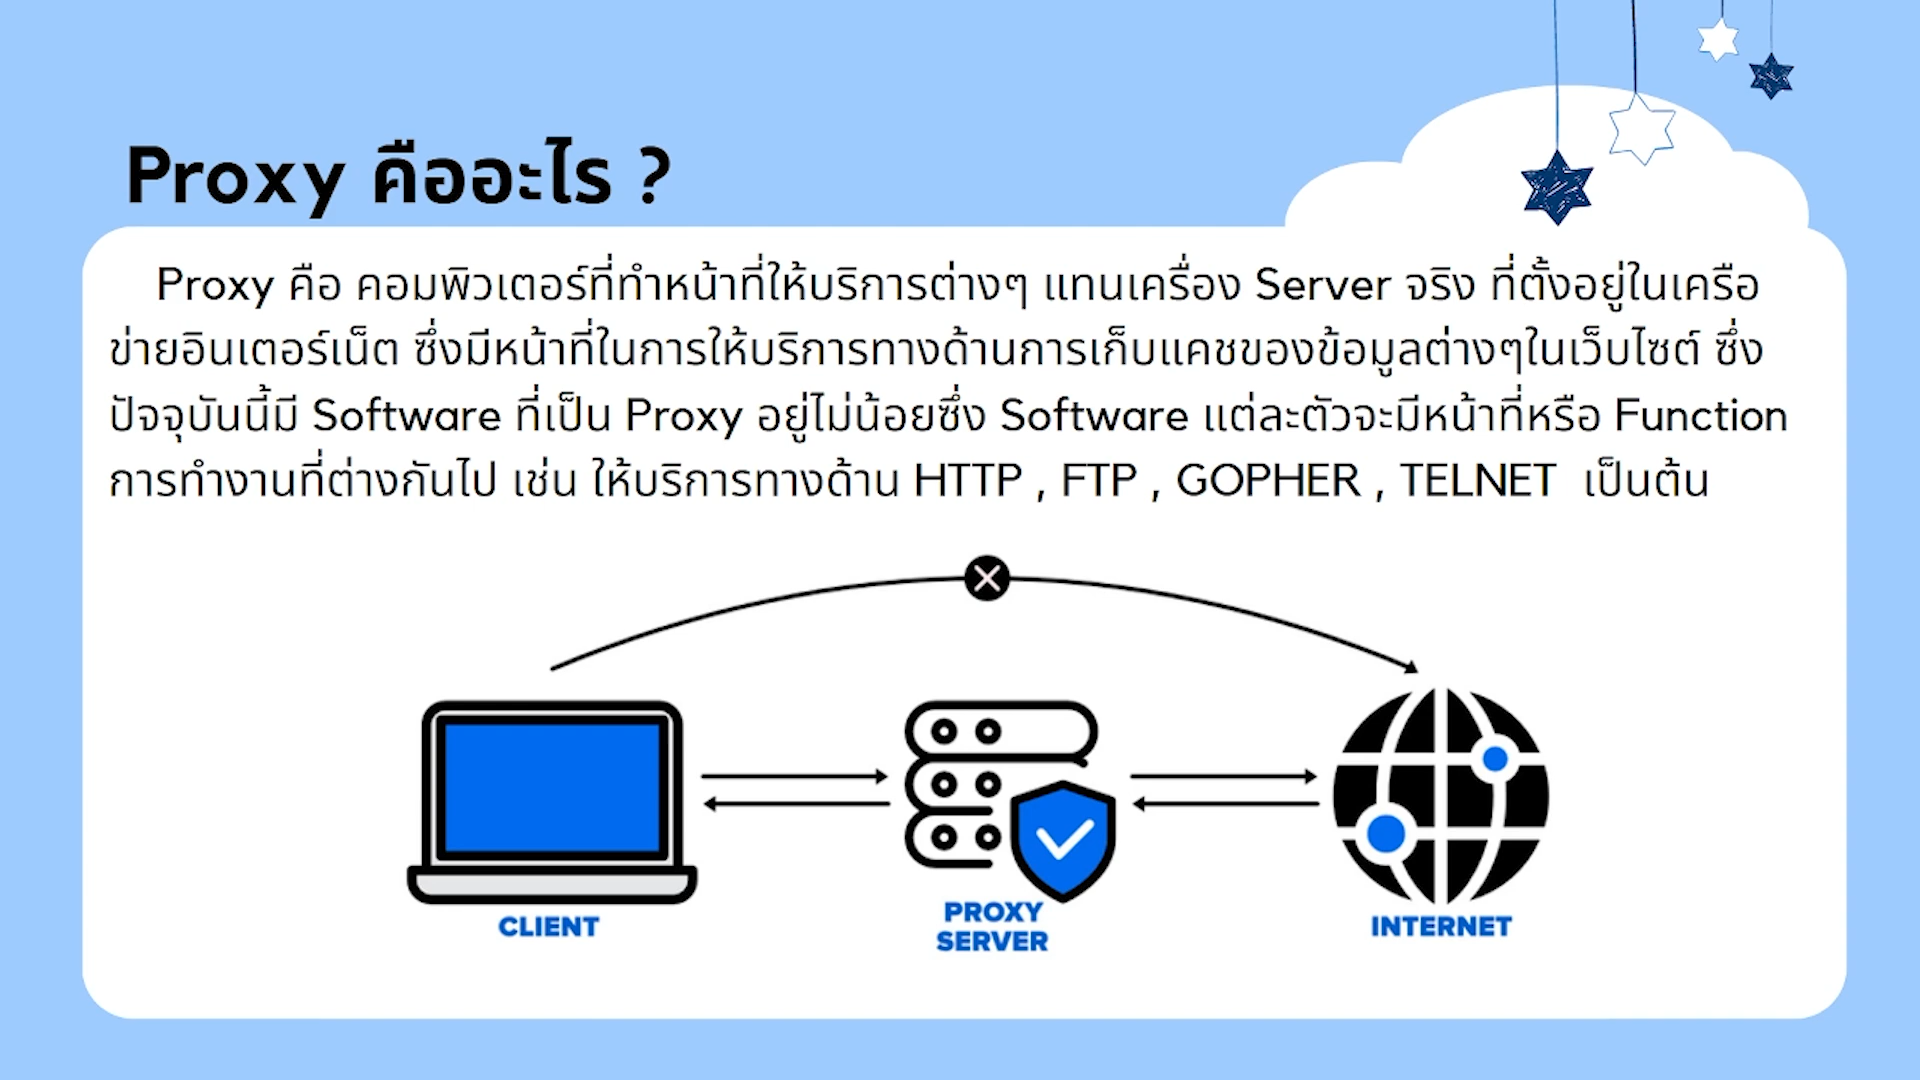 Proxy คืออะไร ?
Proxy คือ คอมพิวเตอร์ที่ทำหน้าที่ให้บริการต่างๆ แทนเครื่อง Server จริง ที่ตั้งอยู่ในเครือ
ข่ายอินเตอร์เน็ต ซึ่งมีหน้าที่ในการให้บริการทางด้านการเก็บแคชของข้อมูลต่างๆในเว็บไซต์ ซึ่ง
ปัจจุบันนี้มี Software ที่เป็น Proxy อยู่ไม่น้อยซึ่ง Software แต่ละตัวจะมีหน้าที่หรือ Function
การทำงานที่ต่างกันไป เช่น ให้บริการทางด้าน HTTP , FTP , GOPHER , TELNET เป็นต้น
CLIENT
PROXY
SERVER
INTERNET